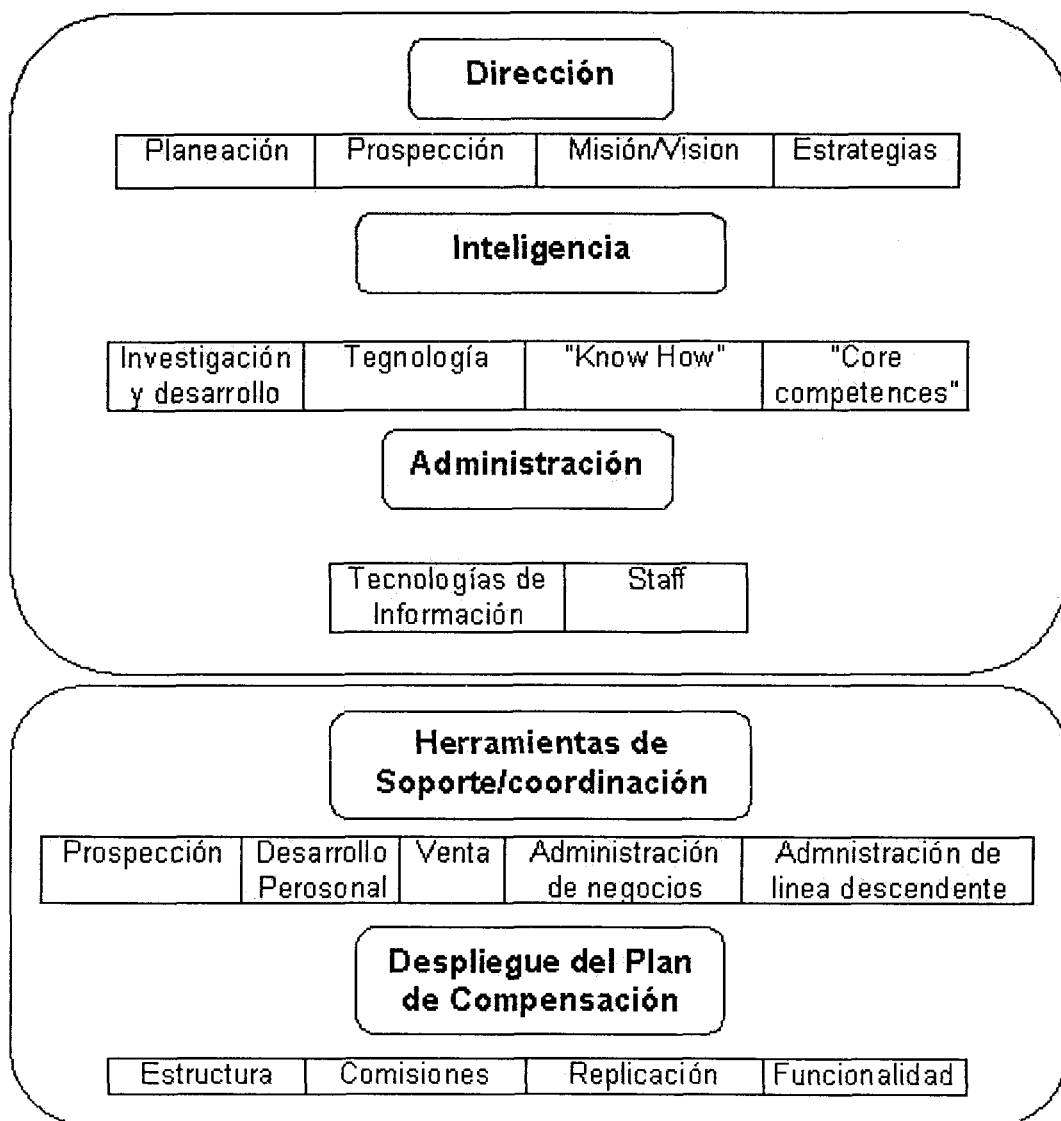 Dirección
Planeación Prospección Misión/Vision Estrategias
Inteligencia
Investigación Tegnología "Know How" "Core
y desarrollo competences"
Administración
Tecnologías de Staff
Información
Herramientas de
Soporte/coordinación
Prospección Desarrollo Venta Administración Admnistración de
Perosonal de negocios linea descendente
Despliegue del Plan
de Compensación
Estructura Comisiones Replicación Funcionalidad